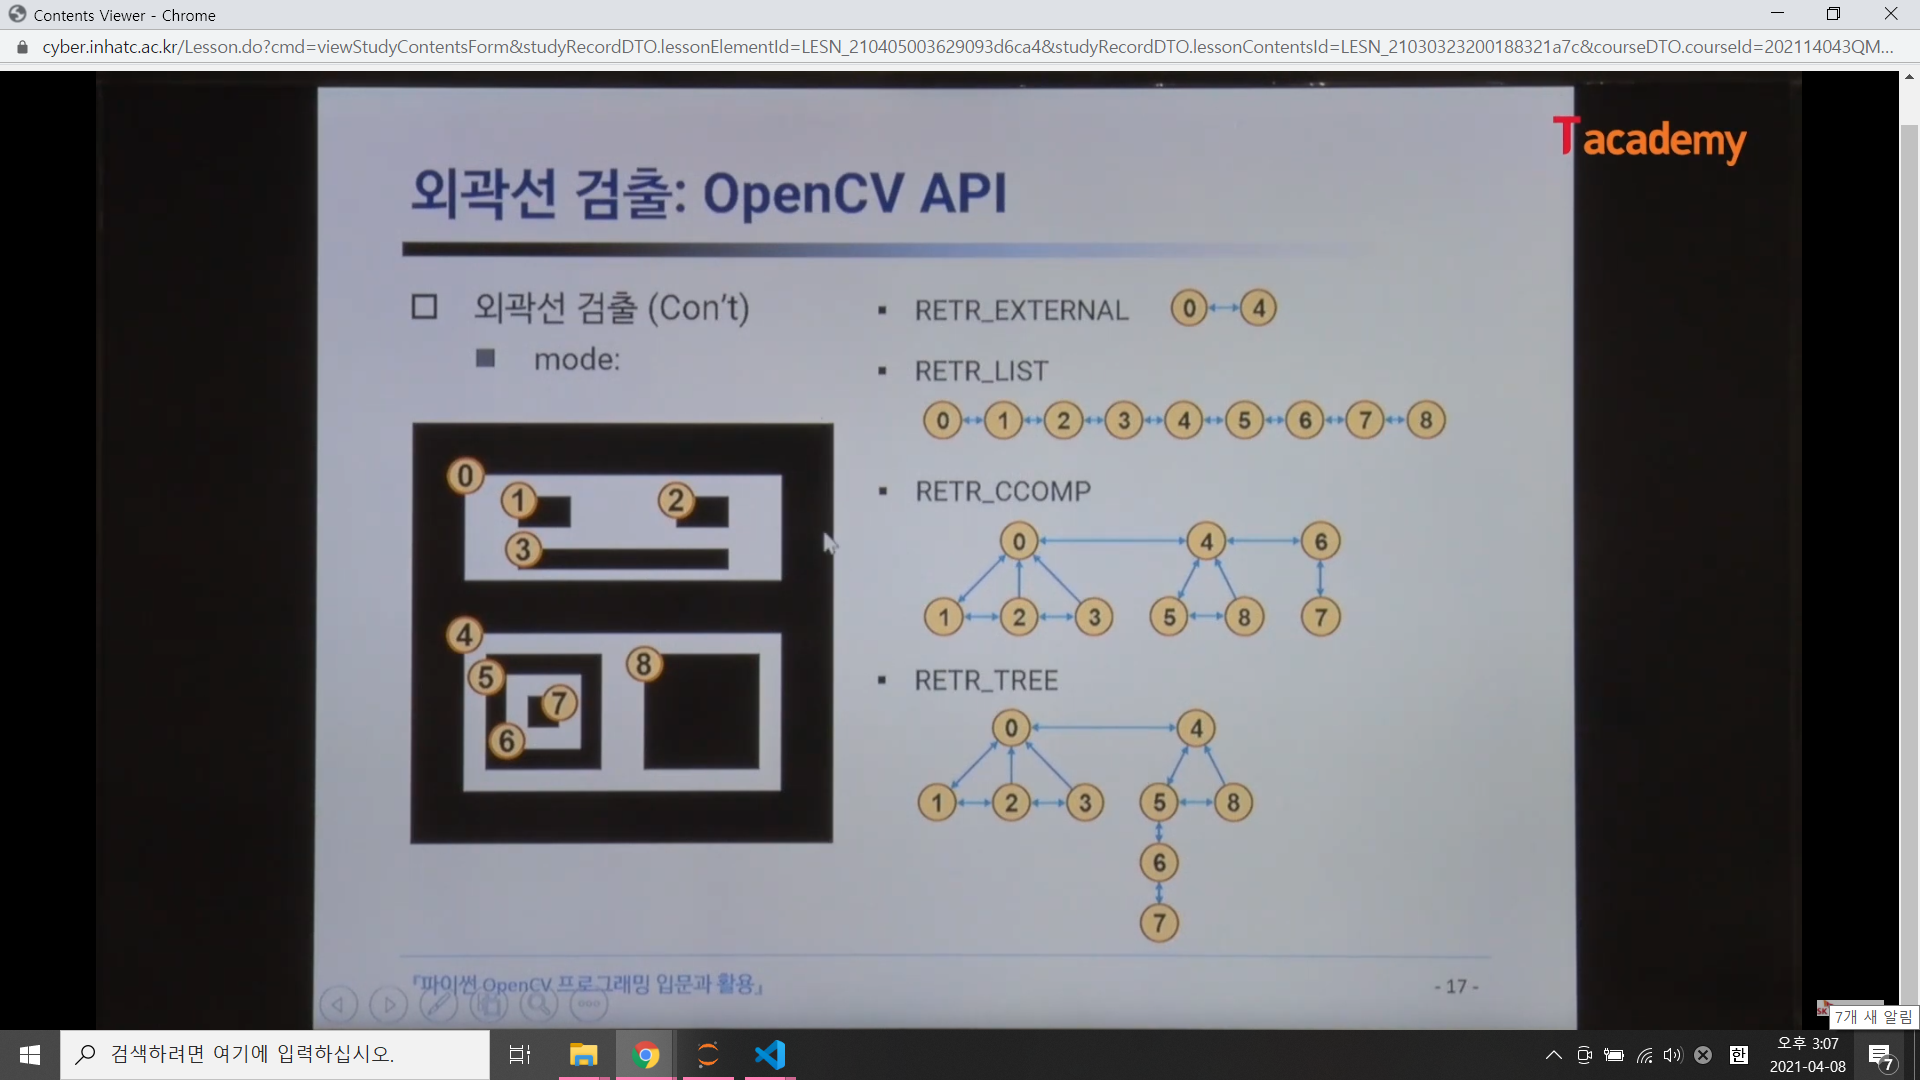 Contents Viewer - Chrome
cyber.inhatc.ac.kr/Lesson.do?cmd=viewStudyContentsForm&studyRecordDTO.lessonElementId=LESN_210405003629093d6ca4&studyRecordDTO.lessonContentsId=LESN_21030323200188321a7c&courseDTO.courseId=202114043QM...
T academy
외곽선 검출: OpenCV API
외곽선 검출 (Con't)
mode:
0
1 2
3
4
5 8
7
6
RETR_EXTERNAL 0 4
RETR_LIST
0 1 2 3 4 5 6 7 8
RETR_CCOMP
0 4 6
1 2 3 5 8 7
RETR_TREE
0 4
1 2 3 5 8
6
7
『파이썬 OpenCV 프로그래밍 입문과 활용』
- 17 -
7개 새 알림
검색하려면 여기에 입력하십시오.
한
오후 3:07
2021-04-08
7